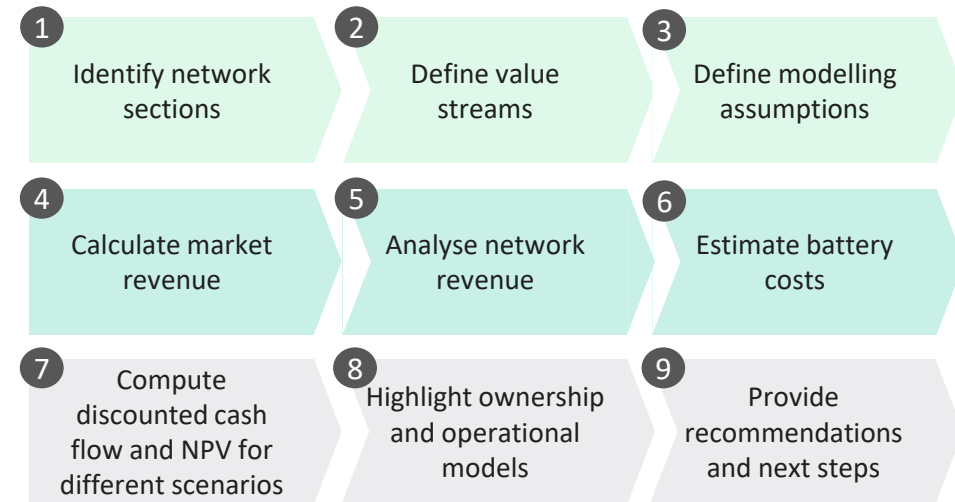 1
Identify network
sections
2
Define value
streams
3
Define modelling
assumptions
4
Calculate market
revenue
5
Analyse network
revenue
6
Estimate battery
costs
7
Compute
discounted cash
flow and NPV for
different scenarios
8
Highlight ownership
and operational
models
9
Provide
recommendations
and next steps